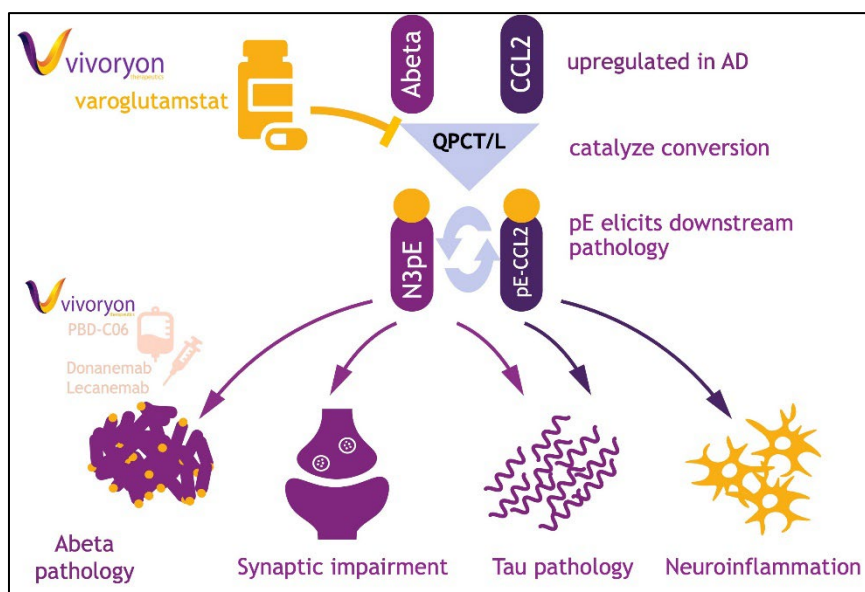 vivoryon
therapeutics
varoglutamstat
Abeta
CCL2
upregulated in AD
QPCT/L
catalyze conversion
N3pE
pE-CCL2
pE elicits downstream
pathology
vivoryon
therapeutics
PBD-C06
Donanemab
Lecanemab
Abeta
pathology
Synaptic impairment
Tau pathology
Neuroinflammation